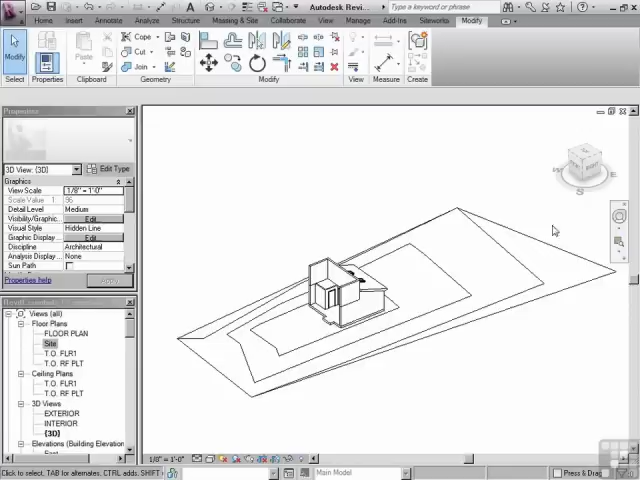 Autodesk Revi...
Type a keyword or phrase
Home
Insert
Annotate
Analyze
Structure
Massing & Site
Collaborate
View
Manage
Add-Ins
Siteworks
Modify
Modify
Paste
Cope
Cut
Join
Select
Properties
Clipboard
Geometry
Modify
View
Measure
Create
Properties
3D View: {3D}
Edit Type
Graphics
View Scale 1/8" = 1'-0"
Scale Value 1 96
Detail Level Medium
Visibility/Graphic... Edit...
Visual Style Hidden Line
Graphic Display ... Edit...
Discipline Architectural
Analysis Display... None
Sun Path
Properties help
Apply
Views (all)
Floor Plans
FLOOR PLAN
Site
T.O. FLR1
T.O. RF PLT
Ceiling Plans
T.O. FLR1
T.O. RF PLT
3D Views
EXTERIOR
INTERIOR
{3D}
Elevations (Building Elevation
East
S
E
1/8" = 1'-0"
Click to select, TAB for alternates, CTRL adds, SHIFT
Main Model
Press & Drag